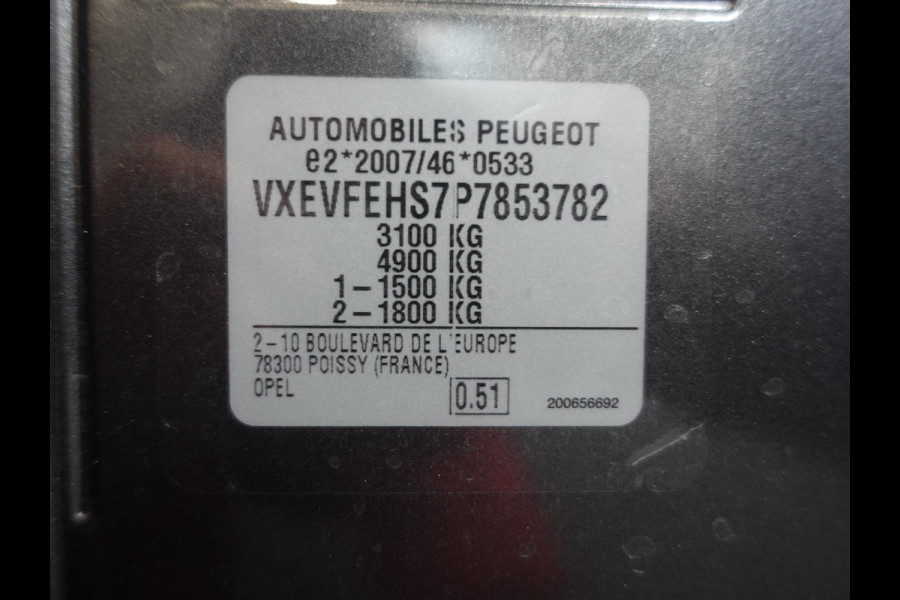 AUTOMOBILES PEUGEOT
e2*2007/46*0533
VXEVFEHS7P7853782
3100 KG
4900 KG
1-1500 KG
2-1800 KG
2-10 BOULEVARD DE L'EUROPE
78300 POISSY (FRANCE)
OPEL
0.51
200656692